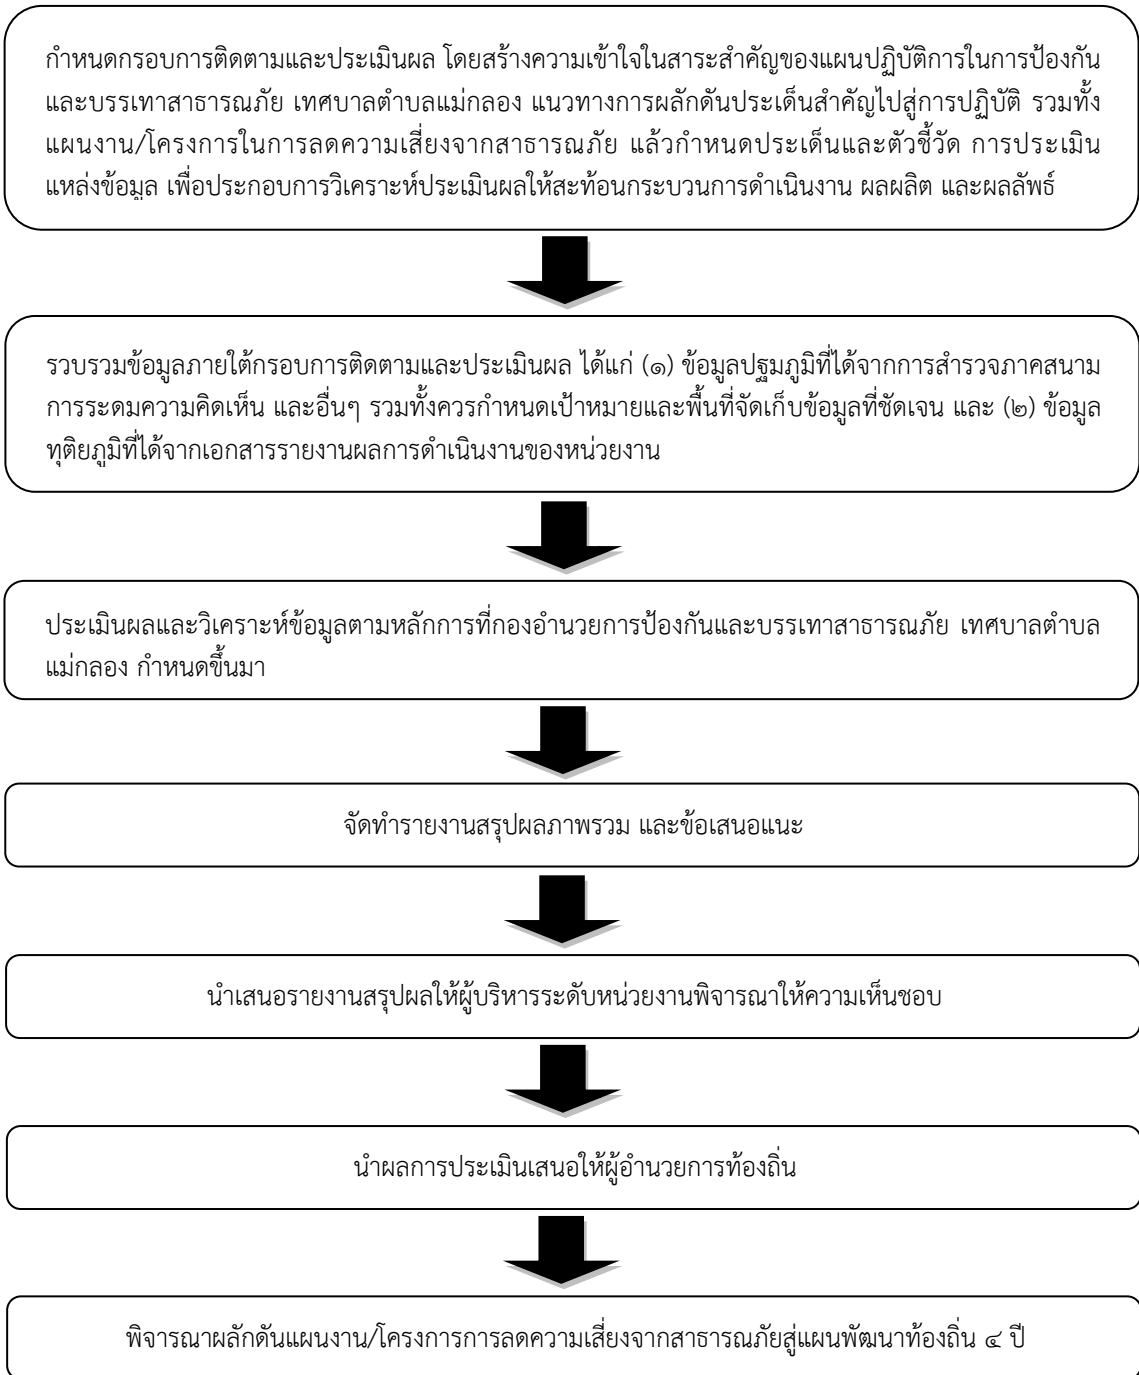 กำหนดกรอบการติดตามและประเมินผล โดยสร้างความเข้าใจในสาระสำคัญของแผนปฏิบัติการในการป้องกัน
และบรรเทาสาธารณภัย เทศบาลตำบลแม่กลอง แนวทางการผลักดันประเด็นสำคัญไปสู่การปฏิบัติ รวมทั้ง
แผนงาน/โครงการในการลดความเสี่ยงจากสาธารณภัย แล้วกำหนดประเด็นและตัวชี้วัด การประเมิน
แหล่งข้อมูล เพื่อประกอบการวิเคราะห์ประเมินผลให้สะท้อนกระบวนการดำเนินงาน ผลผลิต และผลลัพธ์
รวบรวมข้อมูลภายใต้กรอบการติดตามและประเมินผล ได้แก่ (๑) ข้อมูลปฐมภูมิที่ได้จากการสำรวจภาคสนาม
การระดมความคิดเห็น และอื่นๆ รวมทั้งควรกำหนดเป้าหมายและพื้นที่จัดเก็บข้อมูลที่ชัดเจน และ (๒) ข้อมูล
ทุติยภูมิที่ได้จากเอกสารรายงานผลการดำเนินงานของหน่วยงาน
ประเมินผลและวิเคราะห์ข้อมูลตามหลักการที่กองอำนวยการป้องกันและบรรเทาสาธารณภัย เทศบาลตำบล
แม่กลอง กำหนดขึ้นมา
จัดทำรายงานสรุปผลภาพรวม และข้อเสนอแนะ
นำเสนอรายงานสรุปผลให้ผู้บริหารระดับหน่วยงานพิจารณาให้ความเห็นชอบ
นำผลการประเมินเสนอให้ผู้อำนวยการท้องถิ่น
พิจารณาผลักดันแผนงาน/โครงการการลดความเสี่ยงจากสาธารณภัยสู่แผนพัฒนาท้องถิ่น ๔ ปี